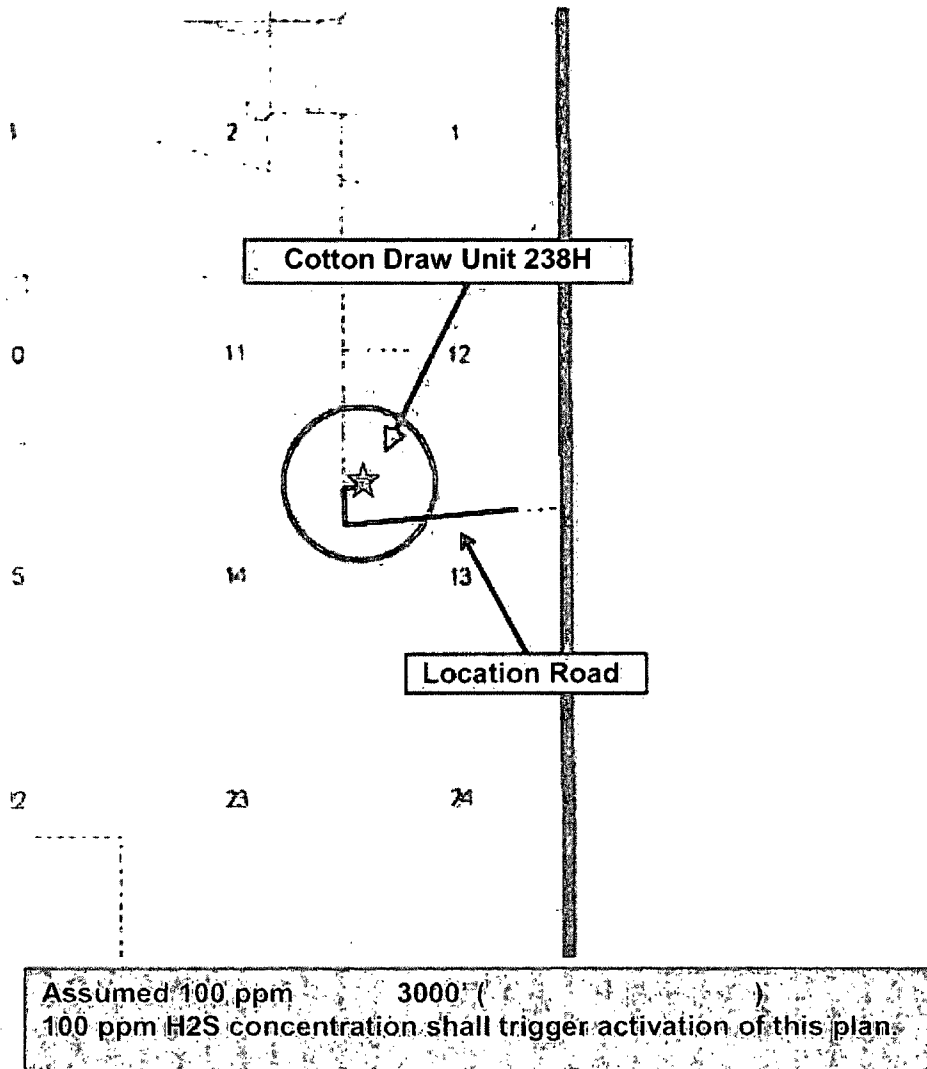 2 1
Cotton Draw Unit 238H
0 11 12
5 14 13
Location Road
23 24
Assumed 100 ppm 3000' ( )
100 ppm H2S concentration shall trigger activation of this plan.